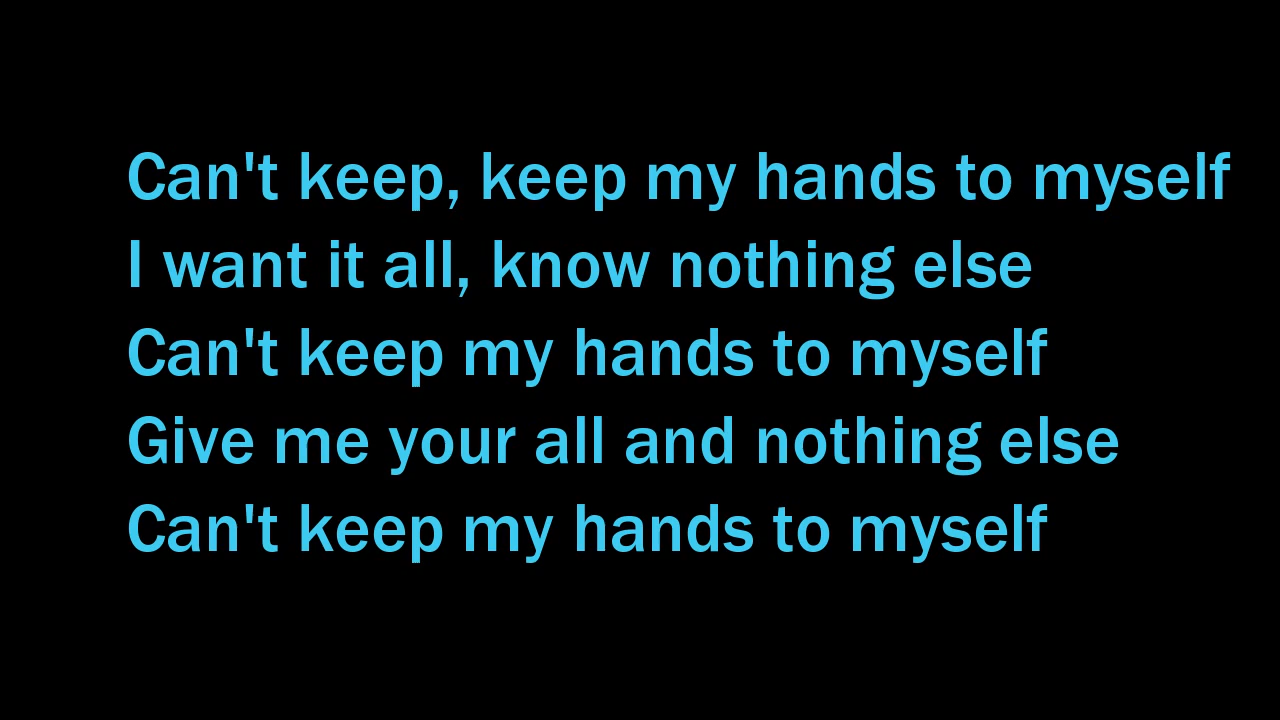 Can't keep, keep my hands to myself
I want it all, know nothing else
Can't keep my hands to myself
Give me your all and nothing else
Can't keep my hands to myself